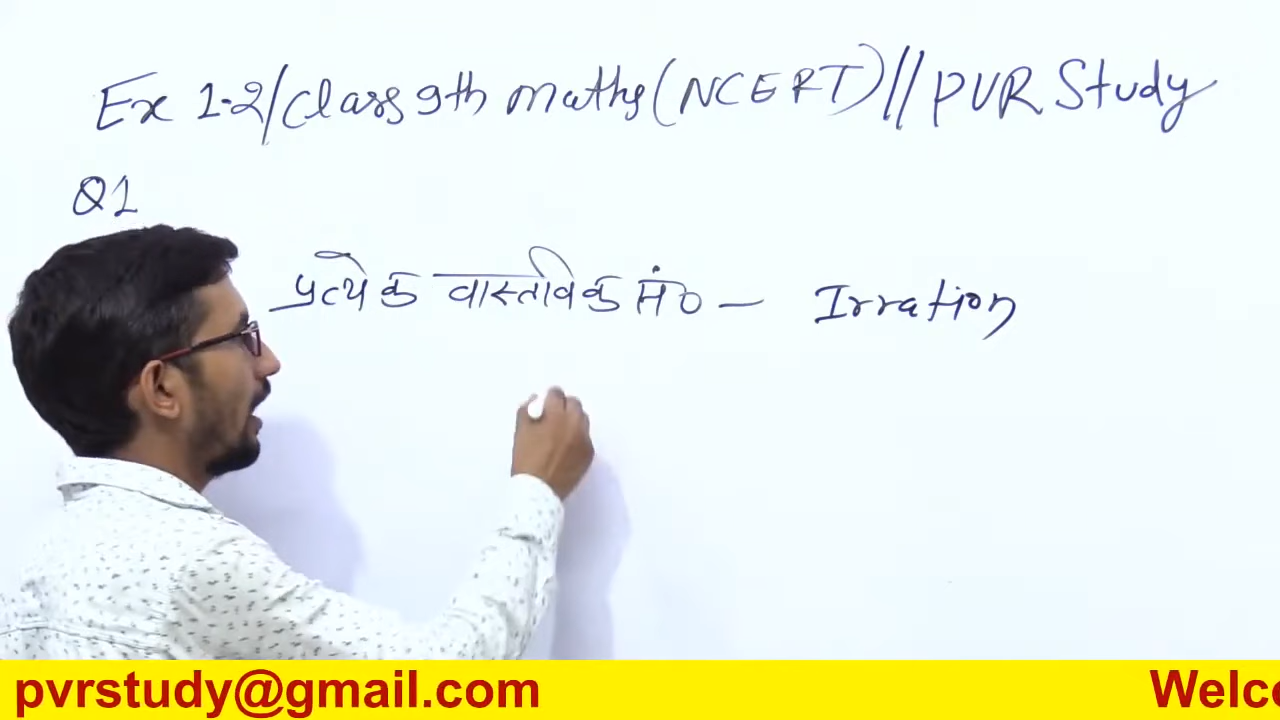 Ex 1.2/Class 9th maths (NCERT)//PVR Study
Q1
प्रत्येक वास्तविक सं० – Irration
pvrstudy@gmail.com
Welc